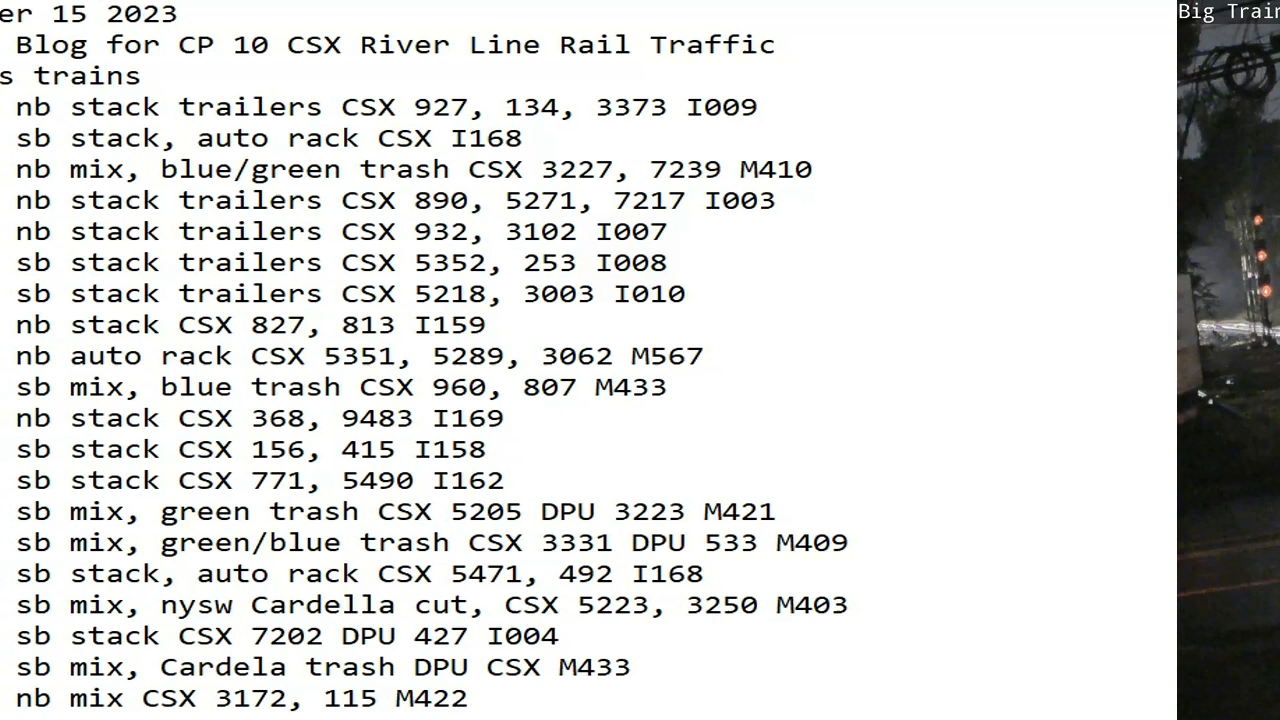 er 15 2023
Blog for CP 10 CSX River Line Rail Traffic
s trains
nb stack trailers CSX 927, 134, 3373 I009
sb stack, auto rack CSX I168
nb mix, blue/green trash CSX 3227, 7239 M410
nb stack trailers CSX 890, 5271, 7217 I003
nb stack trailers CSX 932, 3102 I007
sb stack trailers CSX 5352, 253 I008
sb stack trailers CSX 5218, 3003 I010
nb stack CSX 827, 813 I159
nb auto rack CSX 5351, 5289, 3062 M567
sb mix, blue trash CSX 960, 807 M433
nb stack CSX 368, 9483 I169
sb stack CSX 156, 415 I158
sb stack CSX 771, 5490 I162
sb mix, green trash CSX 5205 DPU 3223 M421
sb mix, green/blue trash CSX 3331 DPU 533 M409
sb stack, auto rack CSX 5471, 492 I168
sb mix, nysw Cardella cut, CSX 5223, 3250 M403
sb stack CSX 7202 DPU 427 I004
sb mix, Cardela trash DPU CSX M433
nb mix CSX 3172, 115 M422
Big Train